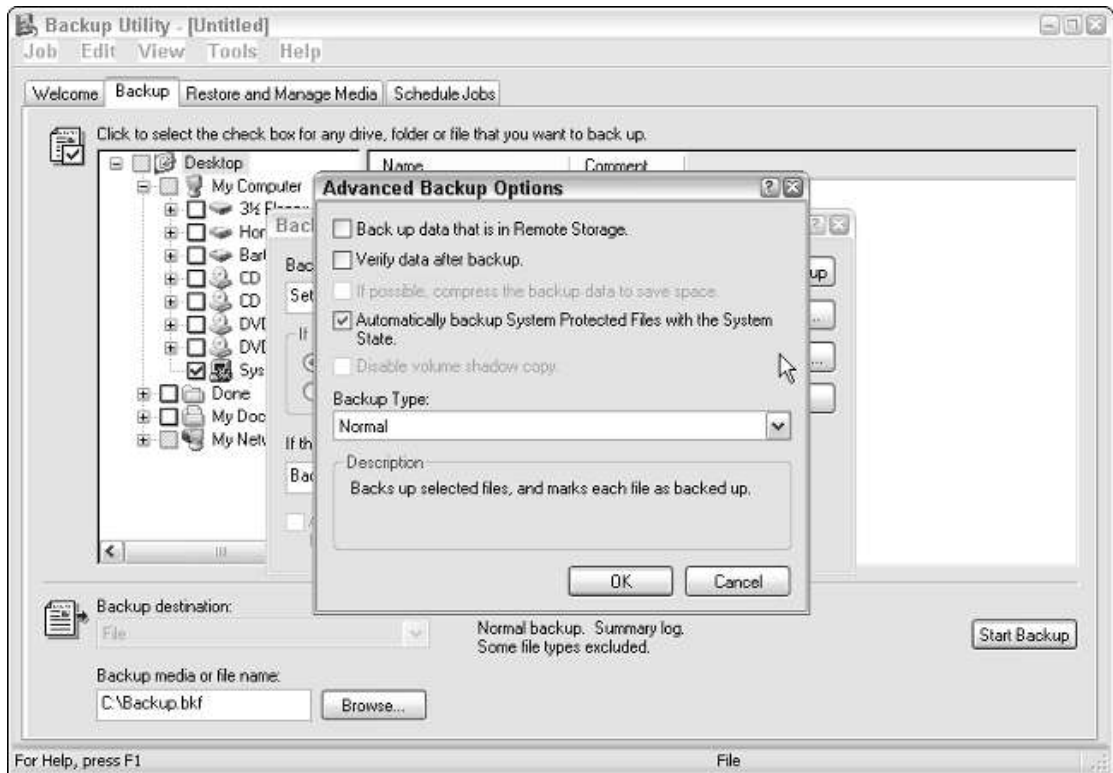 Backup Utility - [Untitled]
Job Edit View Tools Help
Welcome Backup Restore and Manage Media Schedule Jobs
Click to select the check box for any drive, folder or file that you want to back up.
Desktop
Name Comment
My Computer
3½
CD
CD
Done
My Doc
Advanced Backup Options
Back up data that is in Remote Storage.
Verify data after backup.
If possible, compress the backup data to save space.
Automatically backup System Protected Files with the System
State.
Disable volume shadow copy.
Backup Type:
Normal
Description
Backs up selected files, and marks each file as backed up.
OK Cancel
Backup destination:
File
Normal backup. Summary log.
Some file types excluded.
Start Backup
Backup media or file name:
C:\Backup.bkf
Browse...
For Help, press F1
File